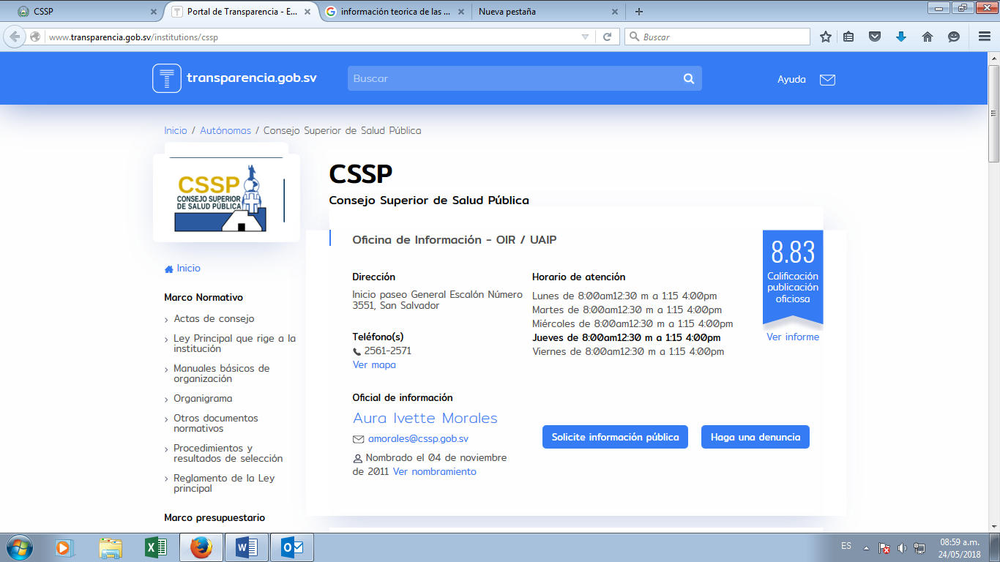 CSSP
Portal de Transparencia - E...
información teorica de las ...
Nueva pestaña
www.transparencia.gob.sv/institutions/cssp
Buscar
transparencia.gob.sv
Buscar
Ayuda
Inicio / Autónomas / Consejo Superior de Salud Pública
CSSP
CONSEJO SUPERIOR
DE SALUD PÚBLICA
Inicio
Marco Normativo
Actas de consejo
Ley Principal que rige a la
institución
Manuales básicos de
organización
Organigrama
Otros documentos
normativos
Procedimientos y
resultados de selección
Reglamento de la Ley
principal
Marco presupuestario
CSSP
Consejo Superior de Salud Pública
Oficina de Información - OIR / UAIP
Dirección
Inicio paseo General Escalón Número
3551, San Salvador
Teléfono(s)
2561-2571
Ver mapa
Horario de atención
Lunes de 8:00am12:30 m a 1:15 4:00pm
Martes de 8:00am12:30 m a 1:15 4:00pm
Miércoles de 8:00am12:30 m a 1:15 4:00pm
Jueves de 8:00am12:30 m a 1:15 4:00pm
Viernes de 8:00am12:30 m a 1:15 4:00pm
8.83
Calificación
publicación
oficiosa
Ver informe
Oficial de información
Aura Ivette Morales
amorales@cssp.gob.sv
Nombrado el 04 de noviembre
de 2011 Ver nombramiento
Solicite información pública
Haga una denuncia
ES
08:59 a.m.
24/05/2018